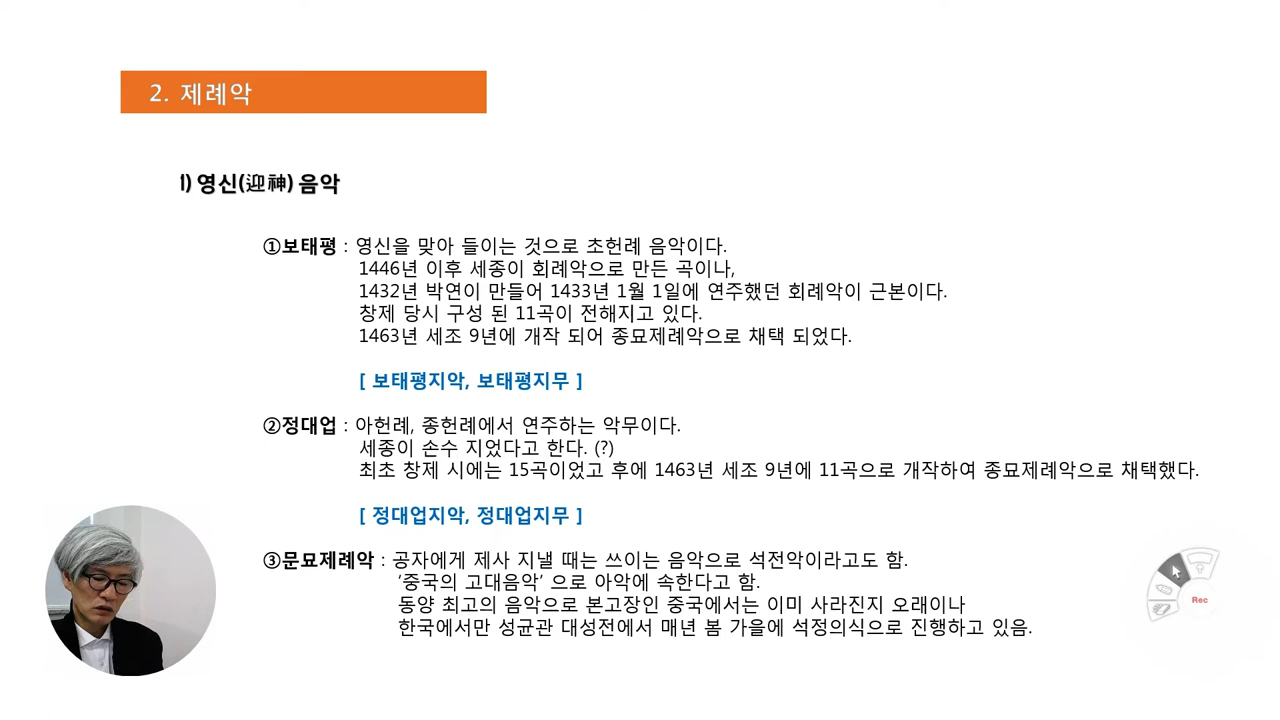 2. 제례악
1) 영신(迎神) 음악
①보태평 : 영신을 맞아 들이는 것으로 초헌례 음악이다.
1446년 이후 세종이 회례악으로 만든 곡이나,
1432년 박연이 만들어 1433년 1월 1일에 연주했던 회례악이 근본이다.
창제 당시 구성 된 11곡이 전해지고 있다.
1463년 세조 9년에 개작 되어 종묘제례악으로 채택 되었다.
[ 보태평지악, 보태평지무 ]
②정대업 : 아헌례, 종헌례에서 연주하는 악무이다.
세종이 손수 지었다고 한다. (?)
최초 창제 시에는 15곡이었고 후에 1463년 세조 9년에 11곡으로 개작하여 종묘제례악으로 채택했다.
[ 정대업지악, 정대업지무 ]
③문묘제례악 : 공자에게 제사 지낼 때는 쓰이는 음악으로 석전악이라고도 함.
‘중국의 고대음악’ 으로 아악에 속한다고 함.
동양 최고의 음악으로 본고장인 중국에서는 이미 사라진지 오래이나
한국에서만 성균관 대성전에서 매년 봄 가을에 석정의식으로 진행하고 있음.
Rec